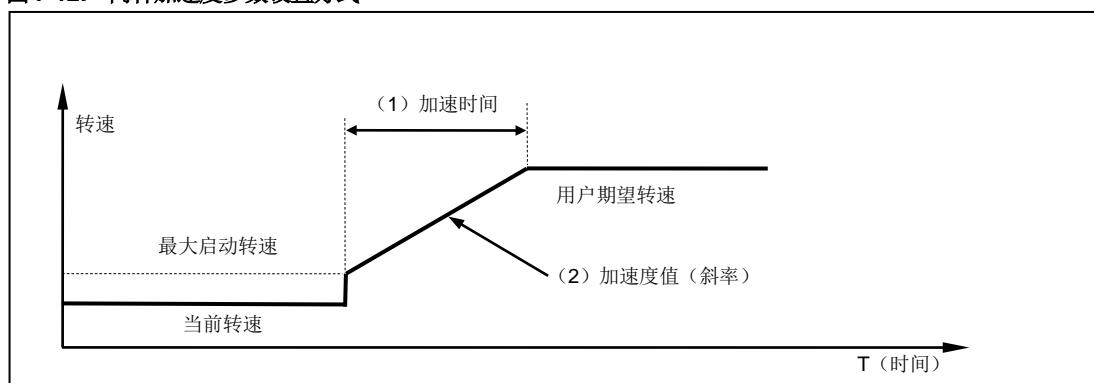 （1）加速时间
转速
用户期望转速
最大启动转速
（2）加速度值（斜率）
当前转速
T（时间）